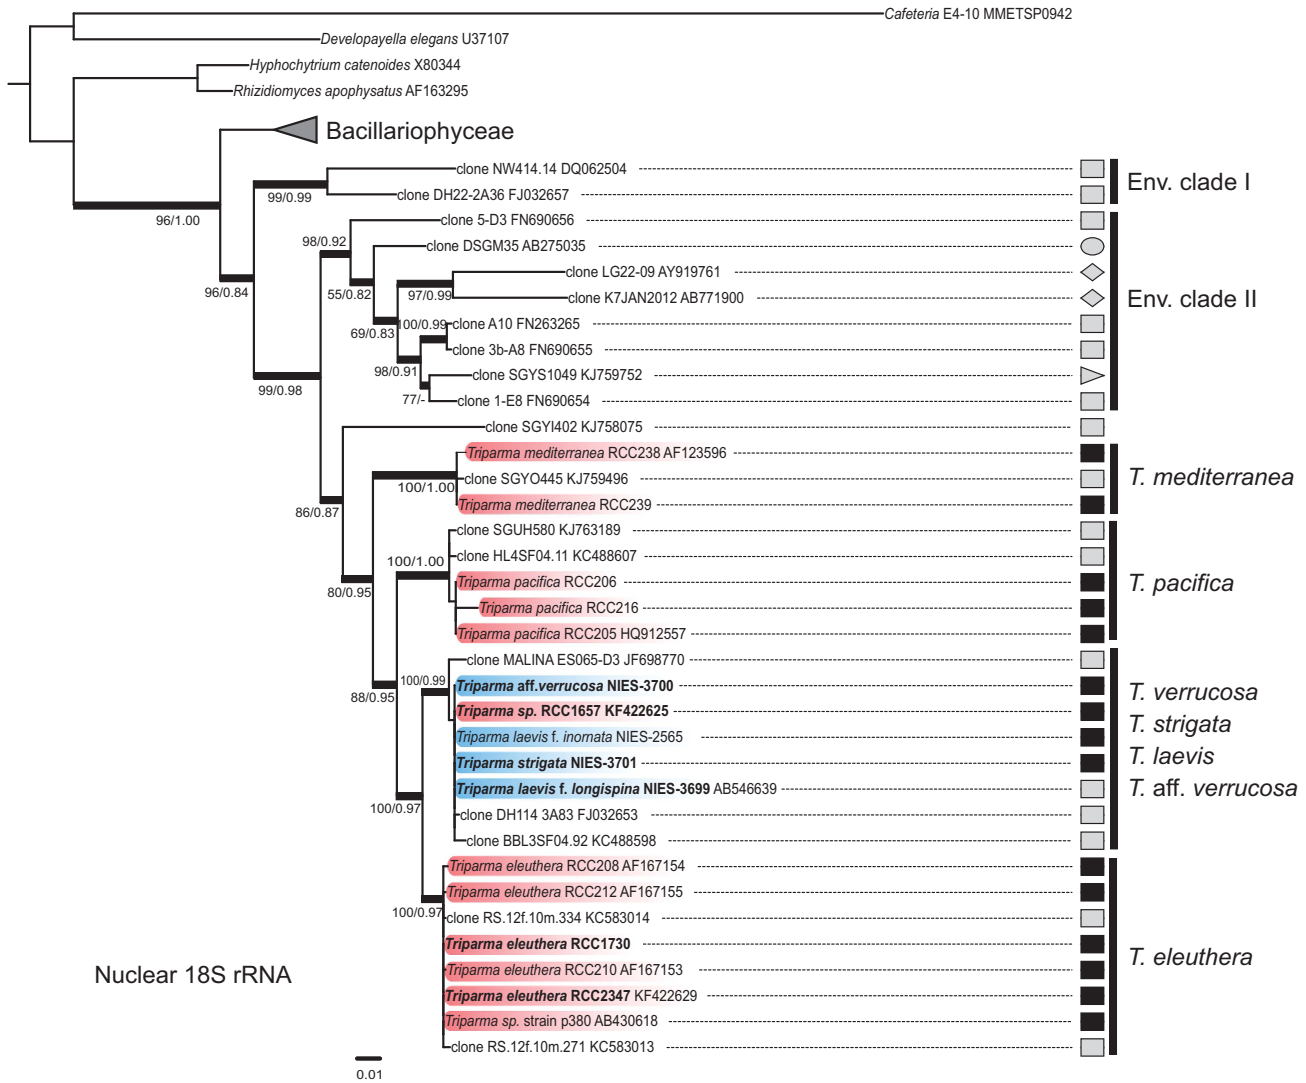 Cafeteria E4-10 MMETSP0942
Developayella elegans U37107
Hyphochytrium catenoides X80344
Rhizidiomyces apophysatus AF163295
Bacillariophyceae
clone NW414.14 DQ062504
Env. clade I
99/0.99
clone DH22-2A36 FJ032657
96/1.00
clone 5-D3 FN690656
98/0.92
clone DSGM35 AB275035
clone LG22-09 AY919761
96/0.84
55/0.82
97/0.99
clone K7JAN2012 AB771900
Env. clade II
69/0.83
100/0.99
clone A10 FN263265
clone 3b-A8 FN690655
98/0.91
clone SGYS1049 KJ759752
99/0.98
77/-
clone 1-E8 FN690654
clone SGYI402 KJ758075
Triparma mediterranea RCC238 AF123596
clone SGYO445 KJ759496
T. mediterranea
100/1.00
Triparma mediterranea RCC239
86/0.87
clone SGUH580 KJ763189
clone HL4SF04.11 KC488607
100/1.00
Triparma pacifica RCC206
T. pacifica
80/0.95
Triparma pacifica RCC216
Triparma pacifica RCC205 HQ912557
clone MALINA ES065-D3 JF698770
100/0.99
Triparma aff.verrucosa NIES-3700
T. verrucosa
88/0.95
Triparma sp. RCC1657 KF422625
T. strigata
Triparma laevis f. inornata NIES-2565
T. laevis
Triparma strigata NIES-3701
Triparma laevis f. longispina NIES-3699 AB546639
T. aff. verrucosa
100/0.97
clone DH114 3A83 FJ032653
clone BBL3SF04.92 KC488598
Triparma eleuthera RCC208 AF167154
Triparma eleuthera RCC212 AF167155
100/0.97
clone RS.12f.10m.334 KC583014
Triparma eleuthera RCC1730
T. eleuthera
Nuclear 18S rRNA
Triparma eleuthera RCC210 AF167153
Triparma eleuthera RCC2347 KF422629
Triparma sp. strain p380 AB430618
clone RS.12f.10m.271 KC583013
0.01